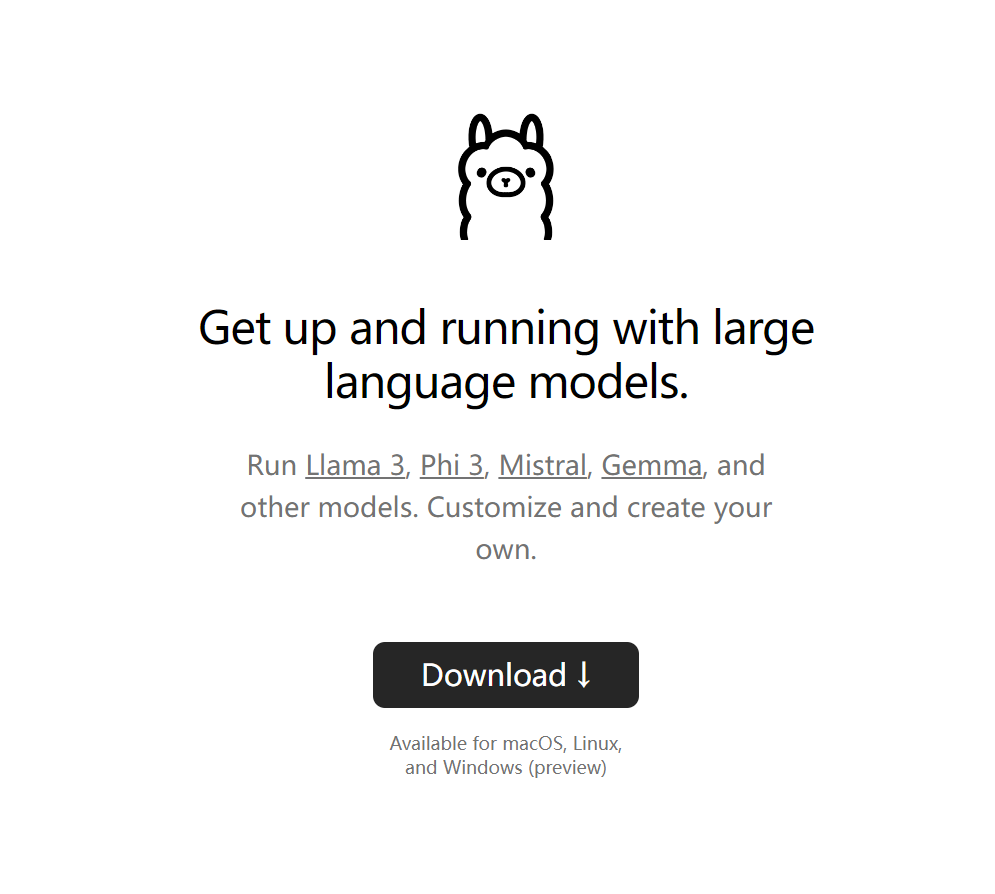 Get up and running with large
language models.
Run Llama 3, Phi 3, Mistral, Gemma, and
other models. Customize and create your
own.
Download ↓
Available for macOS, Linux,
and Windows (preview)